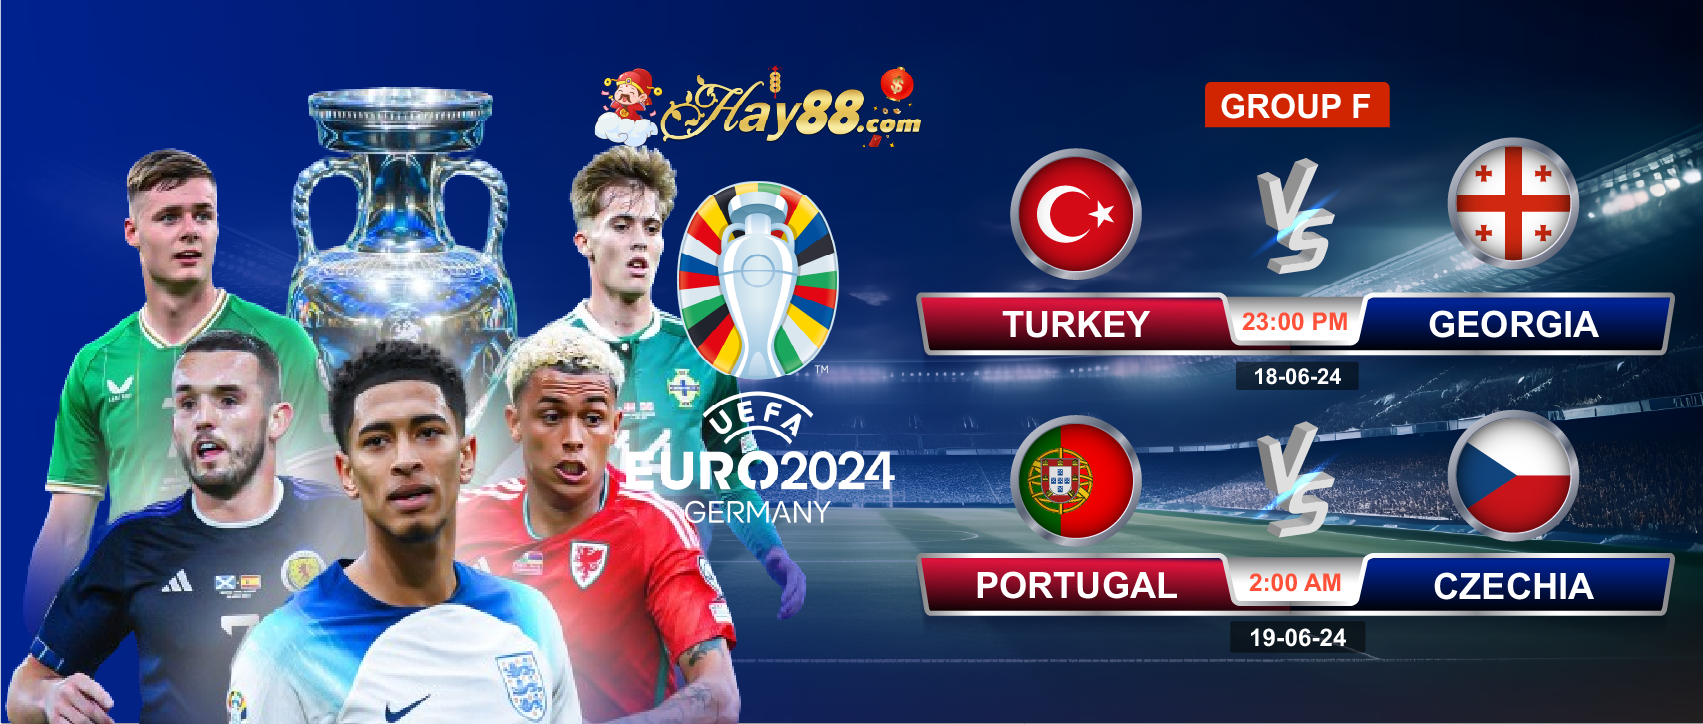 Hay88.com
GROUP F
VS
TURKEY
23:00 PM
GEORGIA
18-06-24
VS
PORTUGAL
2:00 AM
CZECHIA
19-06-24
TM
UEFA
EURO2024
GERMANY